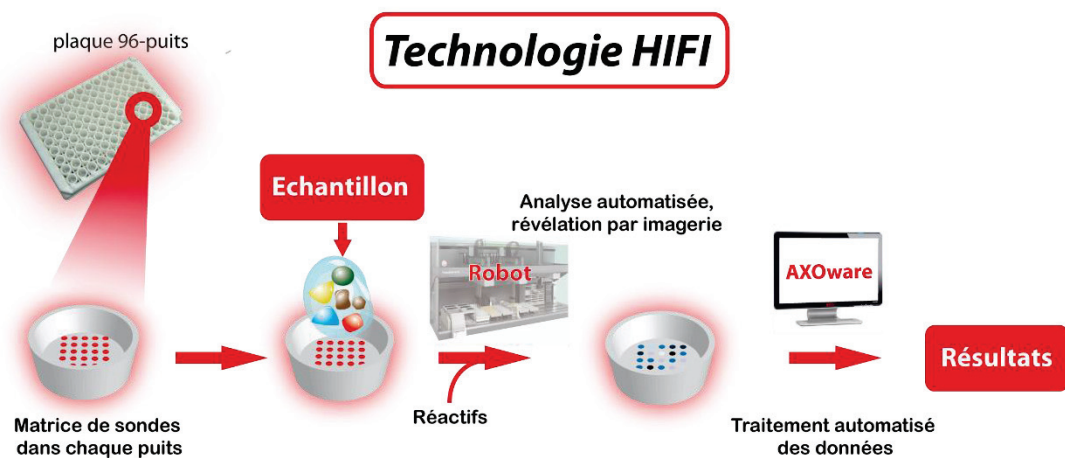 plaque 96-puits
Technologie HIFI
Echantillon
Analyse automatisée,
révélation par imagerie
Robot
AXOware
Résultats
Réactifs
Matrice de sondes
dans chaque puits
Traitement automatisé
des données